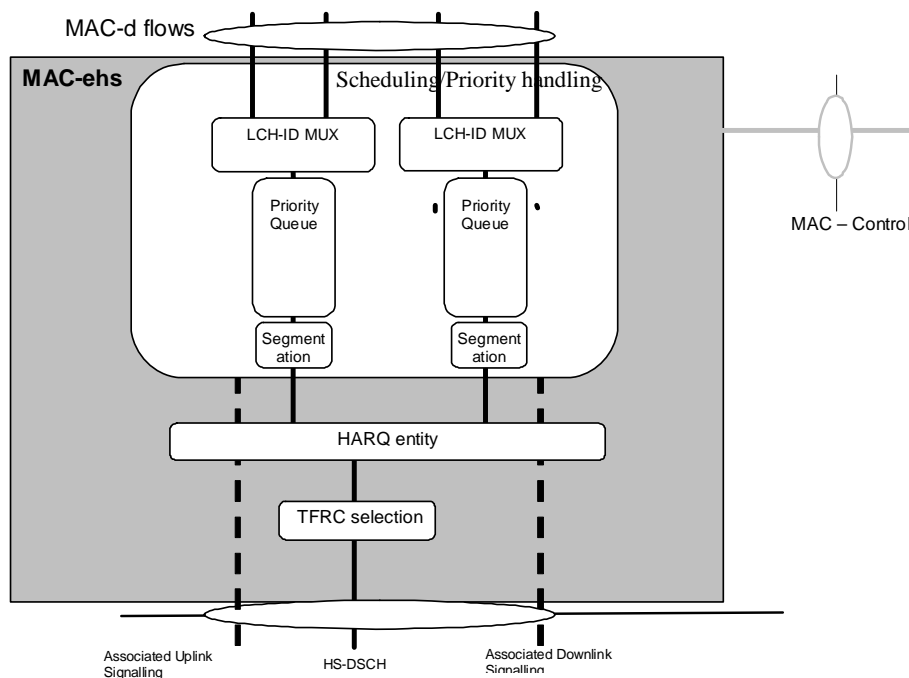 MAC-d flows
MAC-ehs
Scheduling/Priority handling
LCH-ID MUX
LCH-ID MUX
Priority
Queue
Priority
Queue
MAC – Control
Segment
ation
Segment
ation
HARQ entity
TFRC selection
Associated Uplink
Signalling
HS-DSCH
Associated Downlink
Signalling